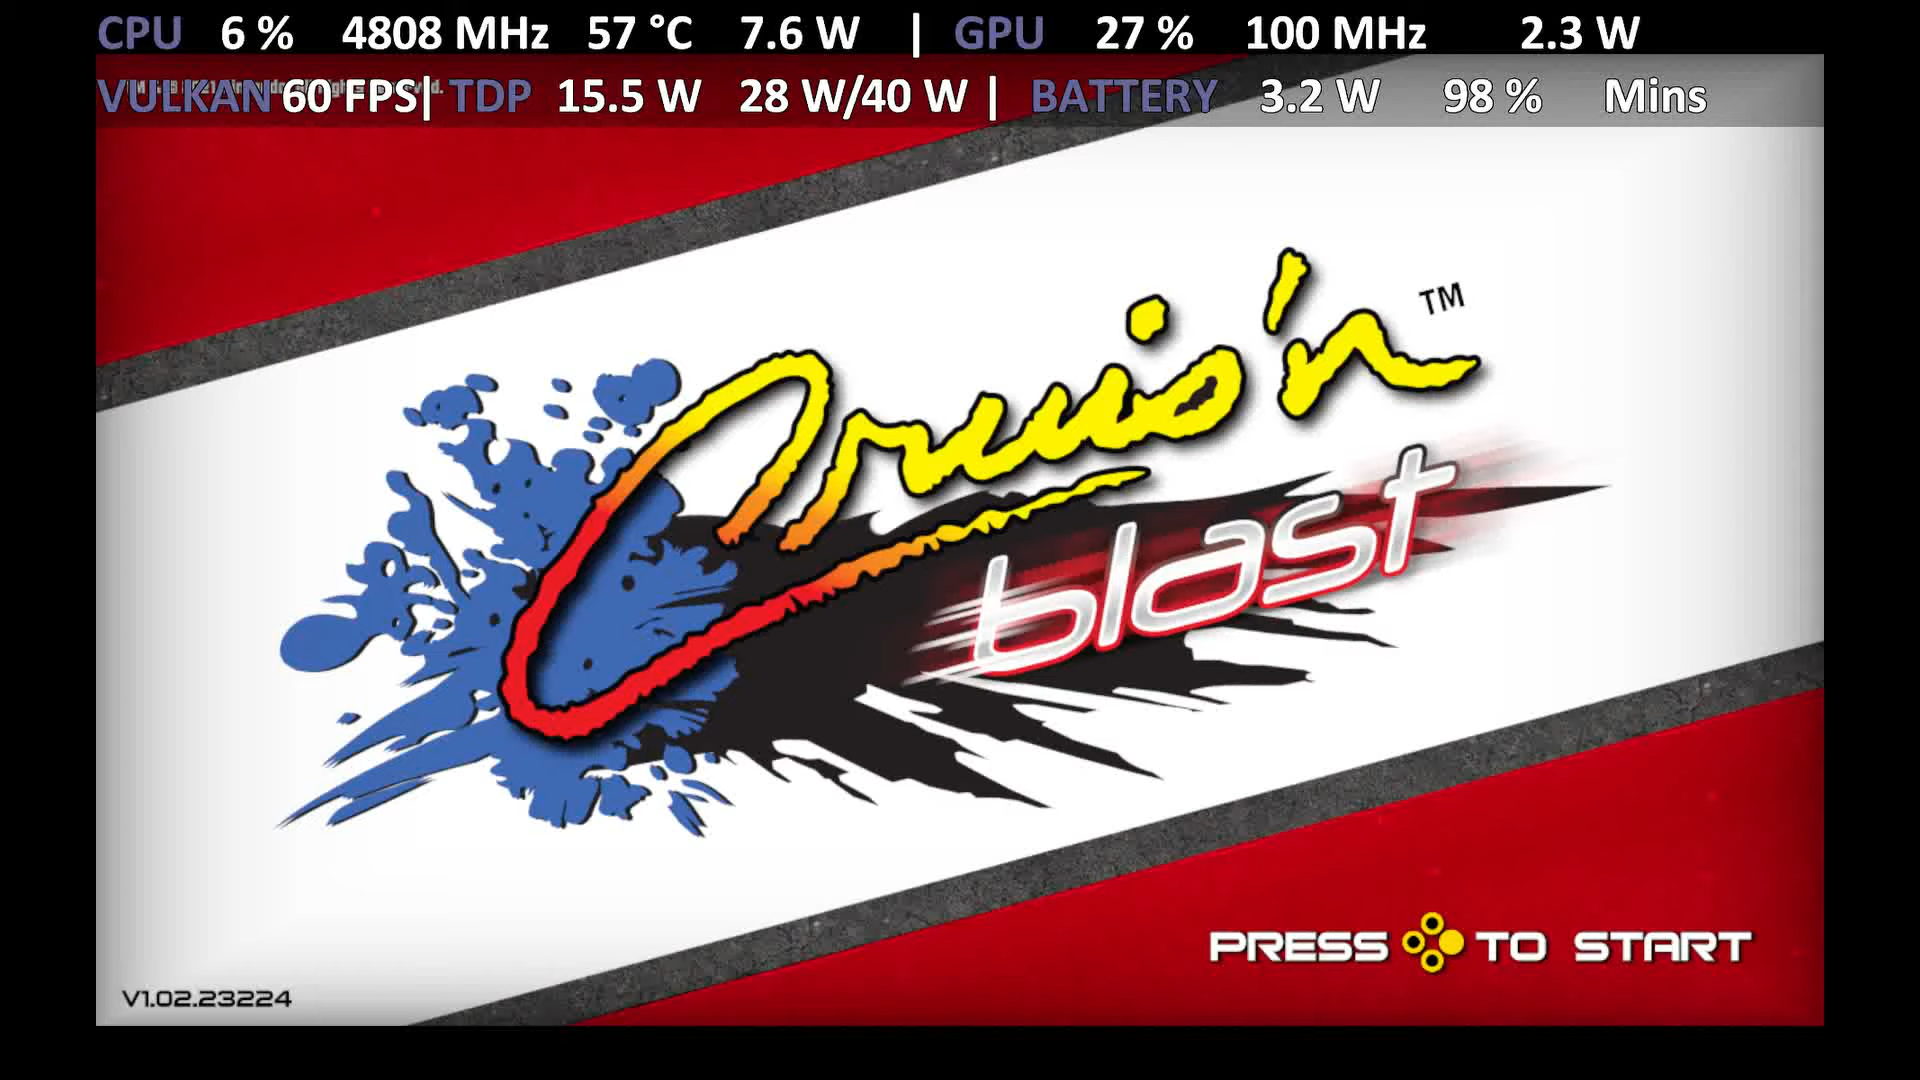 CPU 6 % 4808 MHz 57 °C 7.6 W | GPU 27 % 100 MHz 2.3 W
VULKAN 60 FPS| TDP 15.5 W 28 W/40 W | BATTERY 3.2 W 98 % Mins
Cruis'n TM
blast
PRESS TO START
V1.02.23224